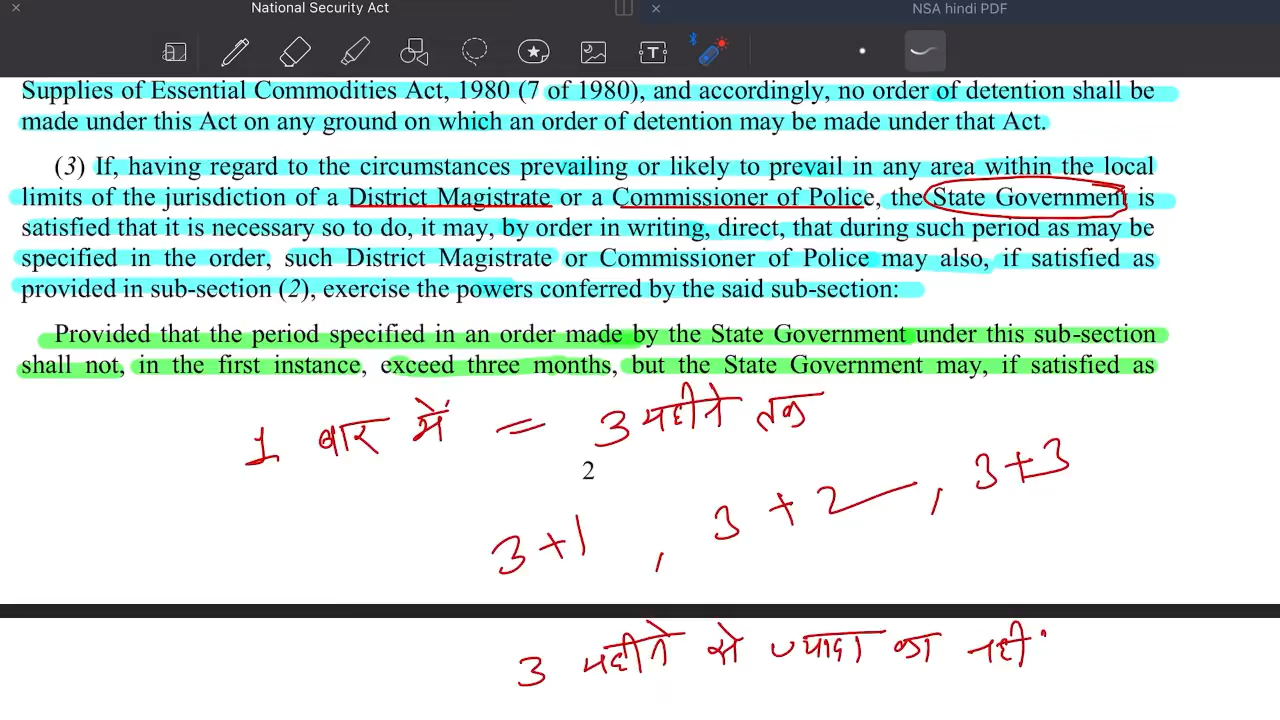 National Security Act
NSA hindi PDF
Supplies of Essential Commodities Act, 1980 (7 of 1980), and accordingly, no order of detention shall be
made under this Act on any ground on which an order of detention may be made under that Act.
(3) If, having regard to the circumstances prevailing or likely to prevail in any area within the local
limits of the jurisdiction of a District Magistrate or a Commissioner of Police, the State Government is
satisfied that it is necessary so to do, it may, by order in writing, direct, that during such period as may be
specified in the order, such District Magistrate or Commissioner of Police may also, if satisfied as
provided in sub-section (2), exercise the powers conferred by the said sub-section:
Provided that the period specified in an order made by the State Government under this sub-section
shall not, in the first instance, exceed three months, but the State Government may, if satisfied as
1 बार में = 3 महीने तक
2
3+1 , 3+2 , 3+3
3 महीने से ज्यादा का नहीं